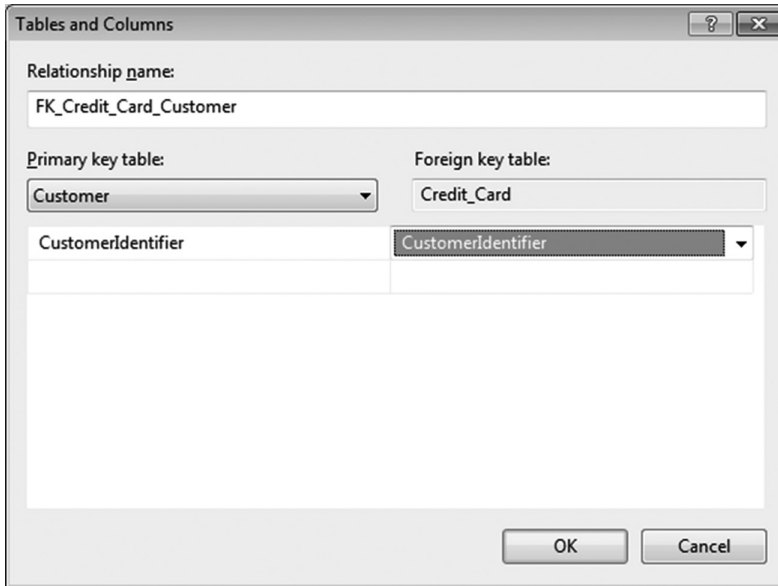 Tables and Columns
Relationship name:
FK_Credit_Card_Customer
Primary key table:
Foreign key table:
Customer
Credit_Card
CustomerIdentifier
CustomerIdentifier
OK
Cancel